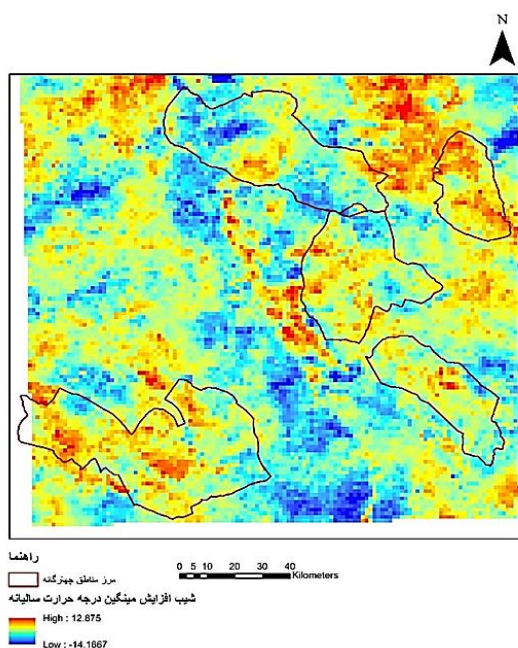 N
راهنما
مرز مناطق چهارگانه
0 5 10 20 30 40
Kilometers
شیب افزایش میانگین درجه حرارت سالیانه
High : 12.875
Low : -14.1667